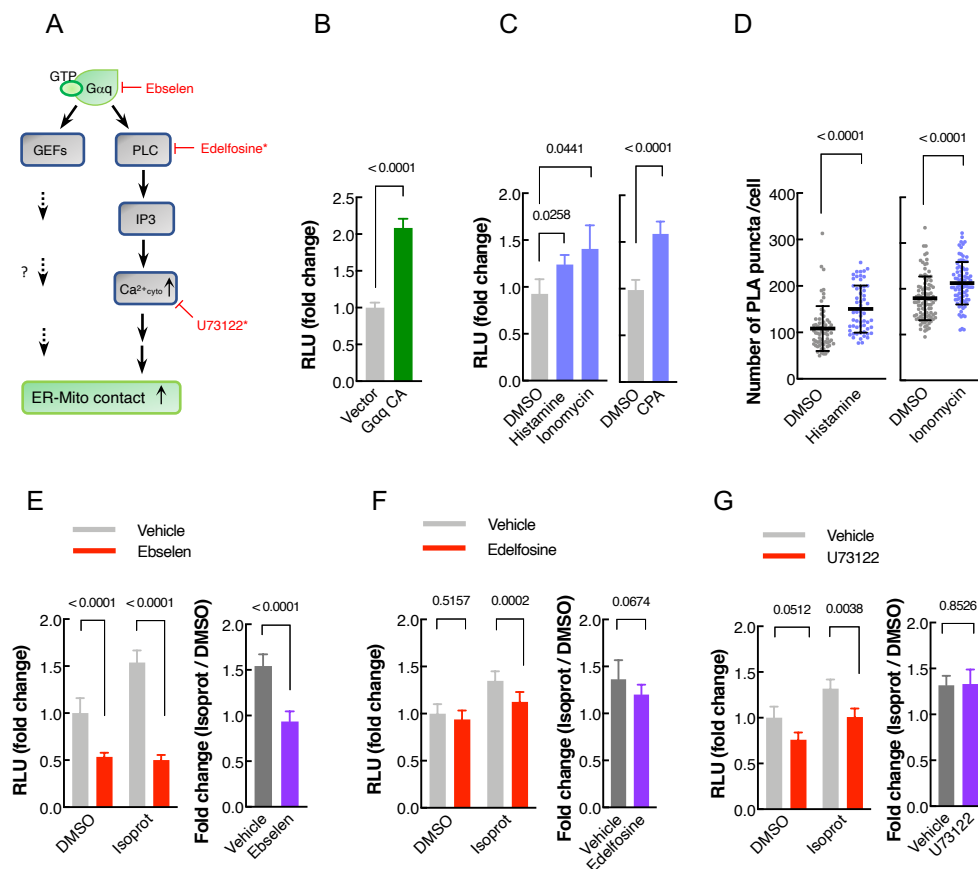 A
GTP
Gαq
Ebselen
GEFs
PLC
Edelfosine*
IP3
?
Ca²⁺cyto
U73122*
ER-Mito contact
B
< 0.0001
RLU (fold change)
2.5
2.0
1.5
1.0
0.5
0.0
Vector
Gαq CA
C
0.0441
< 0.0001
0.0258
RLU (fold change)
2.0
1.5
1.0
0.5
0.0
DMSO
Histamine
Ionomycin
DMSO
CPA
D
< 0.0001
< 0.0001
Number of PLA puncta /cell
400
300
200
100
0
DMSO
Histamine
DMSO
Ionomycin
E
Vehicle
Ebselen
< 0.0001
< 0.0001
RLU (fold change)
2.0
1.5
1.0
0.5
0.0
DMSO
Isoprot
< 0.0001
Fold change (Isoprot / DMSO)
2.0
1.5
1.0
0.5
0.0
Vehicle
Ebselen
F
Vehicle
Edelfosine
0.5157
0.0002
RLU (fold change)
2.0
1.5
1.0
0.5
0.0
DMSO
Isoprot
0.0674
Fold change (Isoprot / DMSO)
2.0
1.5
1.0
0.5
0.0
Vehicle
Edelfosine
G
Vehicle
U73122
0.0512
0.0038
RLU (fold change)
2.0
1.5
1.0
0.5
0.0
DMSO
Isoprot
0.8526
Fold change (Isoprot / DMSO)
2.0
1.5
1.0
0.5
0.0
Vehicle
U73122